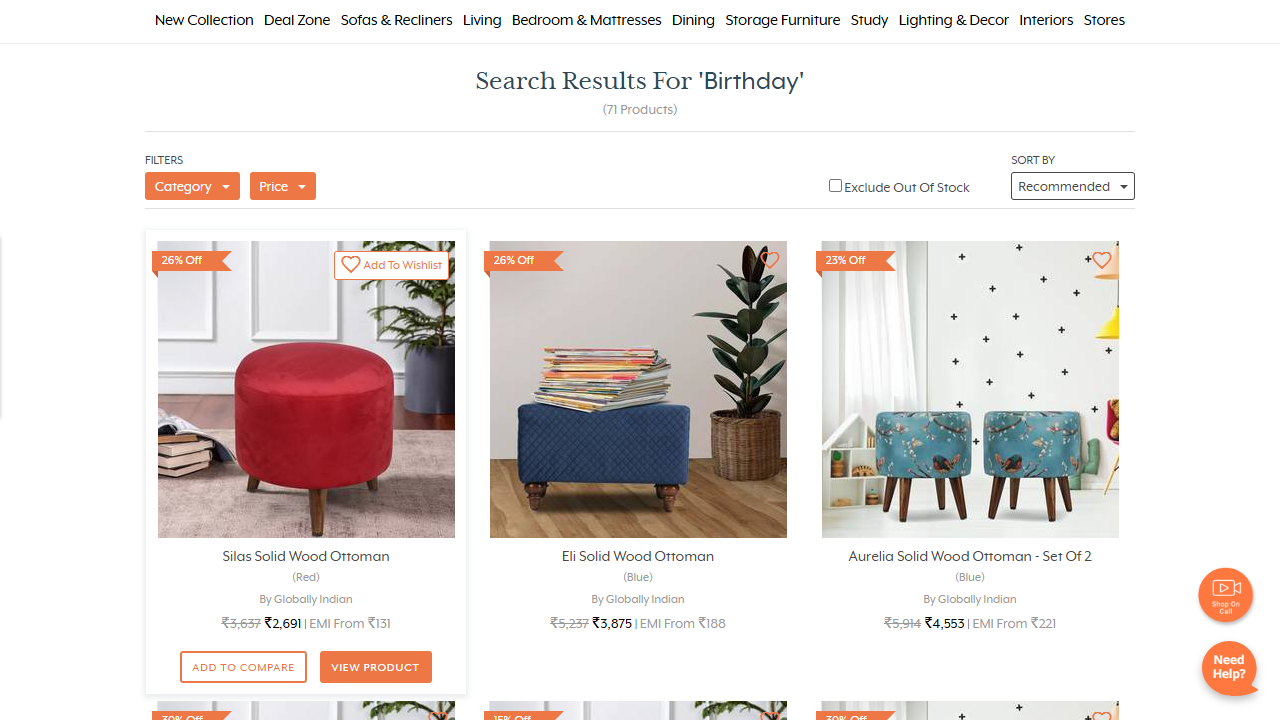 New Collection Deal Zone Sofas & Recliners Living Bedroom & Mattresses Dining Storage Furniture Study Lighting & Decor Interiors Stores
Search Results For 'Birthday'
(71 Products)
FILTERS
SORT BY
Category Price
Exclude Out Of Stock
Recommended
26% Off
Add To Wishlist
26% Off
23% Off
Silas Solid Wood Ottoman
(Red)
By Globally Indian
₹3,637 ₹2,691 | EMI From ₹131
ADD TO COMPARE
VIEW PRODUCT
Eli Solid Wood Ottoman
(Blue)
By Globally Indian
₹5,237 ₹3,875 | EMI From ₹188
Aurelia Solid Wood Ottoman - Set Of 2
(Blue)
By Globally Indian
₹5,914 ₹4,553 | EMI From ₹221
Shop On
Call
Need
Help?
30% Off
15% Off
30% Off